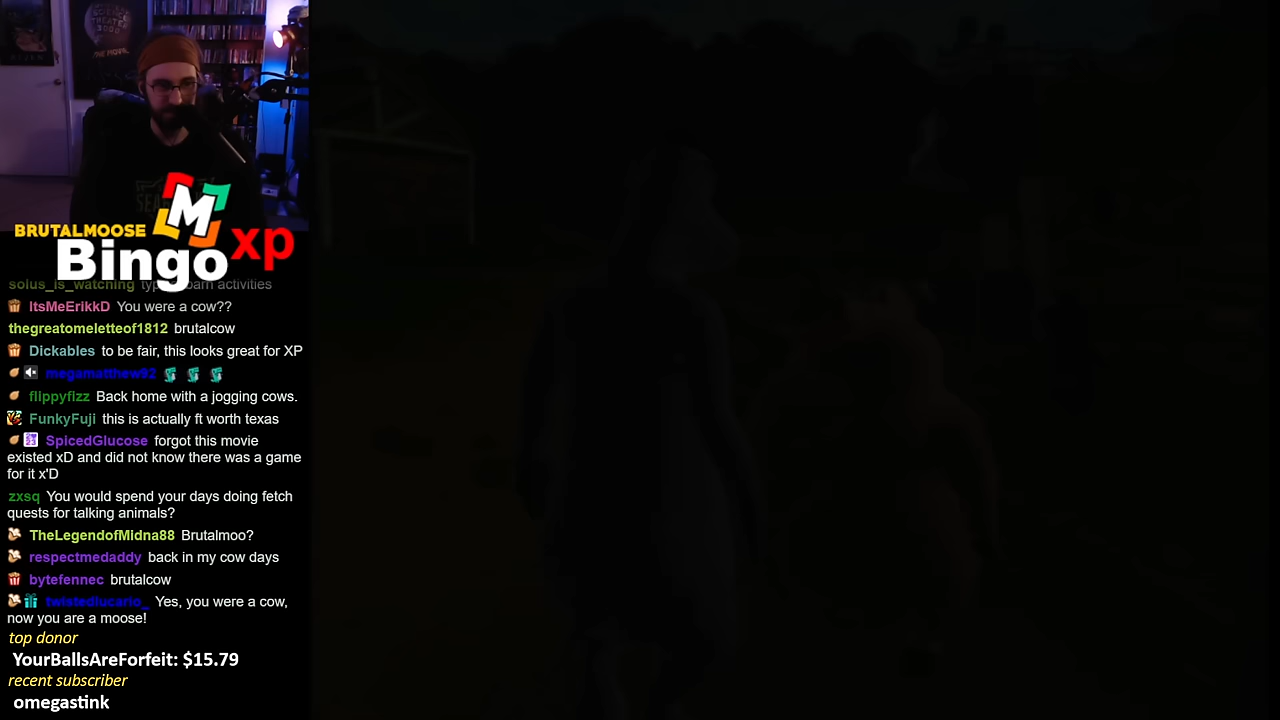 BRUTALMOOSE
M
Bingo xp
solus_is_watching
barn activities
ItsMeErikkD You were a cow??
thegreatomeletteof1812 brutalcow
Dickables to be fair, this looks great for XP
megamatthew92
flippyfizz Back home with a jogging cows.
FunkyFuji this is actually ft worth texas
SpicedGlucose forgot this movie
existed xD and did not know there was a game
for it x'D
zxsq You would spend your days doing fetch
quests for talking animals?
TheLegendofMidna88 Brutalmoo?
respectmedaddy back in my cow days
bytefennec brutalcow
twistedlucario_ Yes, you were a cow,
now you are a moose!
top donor
YourBallsAreForfeit: $15.79
recent subscriber
omegastink